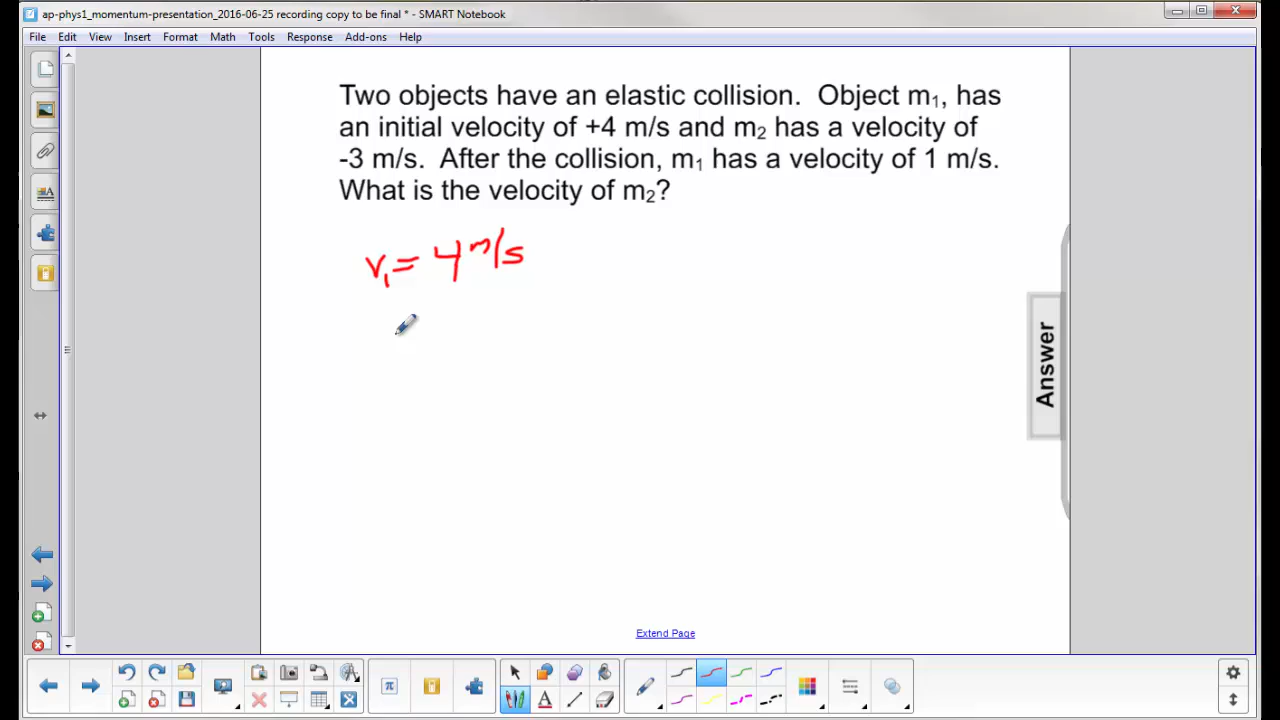 ap-phys1_momentum-presentation_2016-06-25 recording copy to be final * - SMART Notebook
File Edit View Insert Format Math Tools Response Add-ons Help
Two objects have an elastic collision. Object m₁, has
an initial velocity of +4 m/s and m₂ has a velocity of
-3 m/s. After the collision, m₁ has a velocity of 1 m/s.
What is the velocity of m₂?
v₁ = 4 m/s
Answer
Extend Page